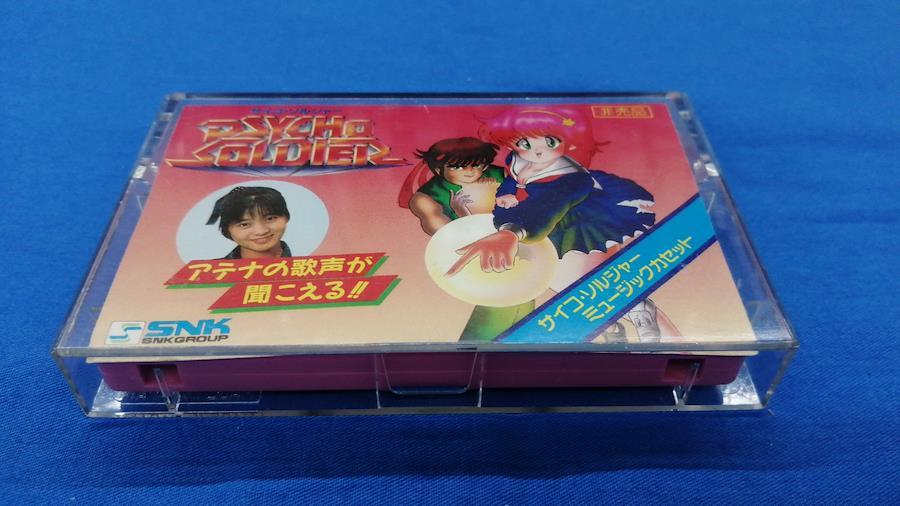 サイコ・ソルジャー
PSYCHO
SOLDIER
非売品
アテナの歌声が
聞こえる!!
サイコ・ソルジャー
ミュージックカセット
SNK
SNK GROUP